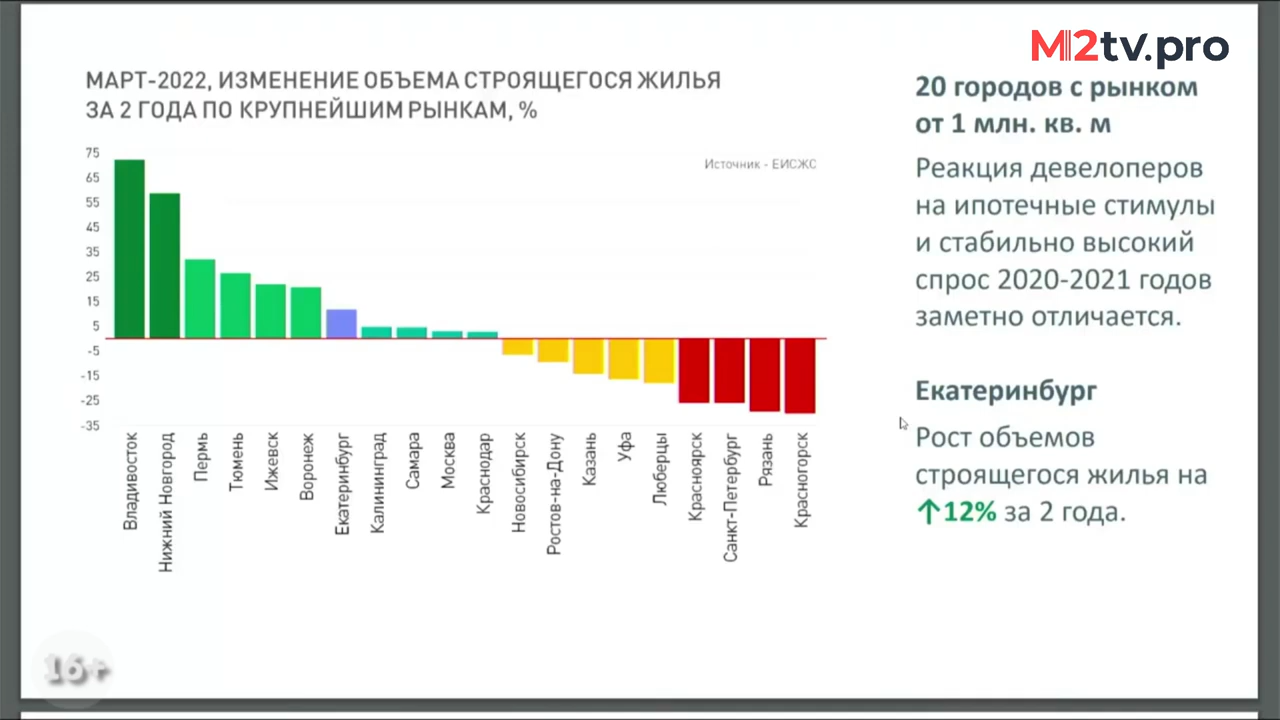 M2tv.pro
МАРТ-2022, ИЗМЕНЕНИЕ ОБЪЕМА СТРОЯЩЕГОСЯ ЖИЛЬЯ
ЗА 2 ГОДА ПО КРУПНЕЙШИМ РЫНКАМ, %
Источник - ЕИСЖС
75
65
55
45
35
25
15
5
-5
-15
-25
-35
Владивосток
Нижний Новгород
Пермь
Тюмень
Ижевск
Воронеж
Екатеринбург
Калининград
Самара
Москва
Краснодар
Новосибирск
Ростов-на-Дону
Казань
Уфа
Люберцы
Красноярск
Санкт-Петербург
Рязань
Красногорск
20 городов с рынком
от 1 млн. кв. м
Реакция девелоперов
на ипотечные стимулы
и стабильно высокий
спрос 2020-2021 годов
заметно отличается.
Екатеринбург
Рост объемов
строящегося жилья на
↑12% за 2 года.
16+